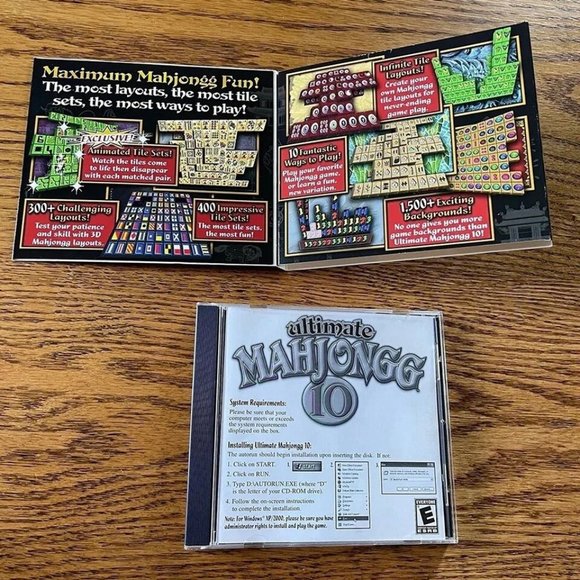 Maximum Mahjongg Fun!
The most layouts, the most tile
sets, the most ways to play!
EXCLUSIVE!
Animated Tile Sets!
Watch the tiles come
to life then disappear
with each matched pair.
300+ Challenging
Layouts!
Test your patience
and skill with 3D
Mahjongg layouts.
400 Impressive
Tile Sets!
The most tile sets,
the most fun!
Infinite Tile
Layouts!
Create your
own Mahjongg
tile layouts for
never ending
game play.
10 Fantastic
Ways to Play!
Play your favorite
Mahjongg game,
or learn a fun,
new variation.
1,500+ Exciting
Backgrounds!
No one gives you more
game backgrounds than
Ultimate Mahjongg 10!
ultimate
MAHJONGG
10
System Requirements:
Please be sure that your
computer meets or exceeds
the system requirements
displayed on the box.
Installing Ultimate Mahjongg 10:
The autorun should begin installation upon inserting the disk. If not:
1. Click on START.
2. Click on RUN.
3. Type D:\AUTORUN.EXE (where "D"
is the letter of your CD-ROM drive).
4. Follow the on-screen instructions
to complete the installation.
Note: for Windows XP/2000, please be sure you have
administrator rights to install and play the game.
1.
Start
2.
3.
EVERYONE
E
ESRB